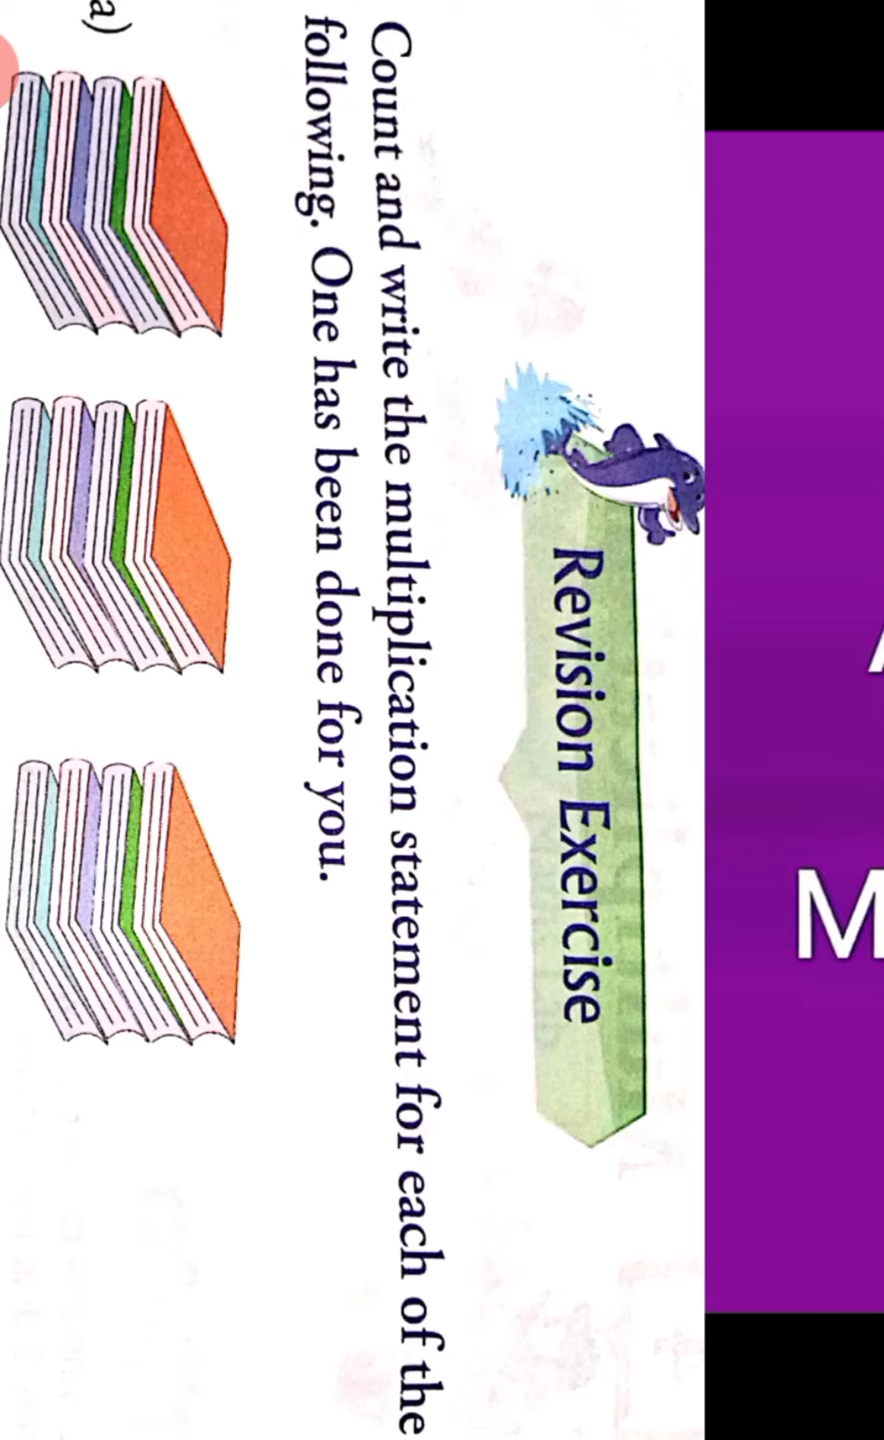 Revision Exercise
Count and write the multiplication statement for each of the
following. One has been done for you.
a)
M